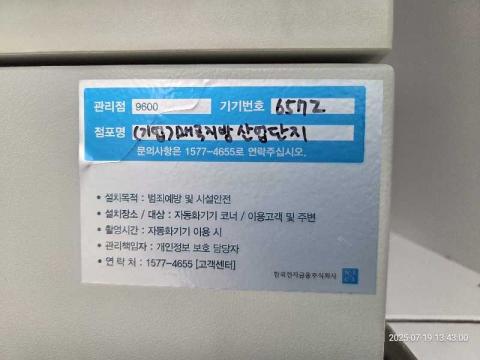 관리점 9600 기기번호 6572
점포명 (기업)대국지방산업단지
문의사항은 1577-4655로 연락주십시오.
• 설치목적 : 범죄예방 및 시설안전
• 설치장소 / 대상 : 자동화기기 코너 / 이용고객 및 주변
• 촬영시간 : 자동화기기 이용 시
• 관리책임자 : 개인정보 보호 담당자
• 연 락 처 : 1577-4655 [고객센터]
한국전자금융주식회사
2025-07-19 13:43:00